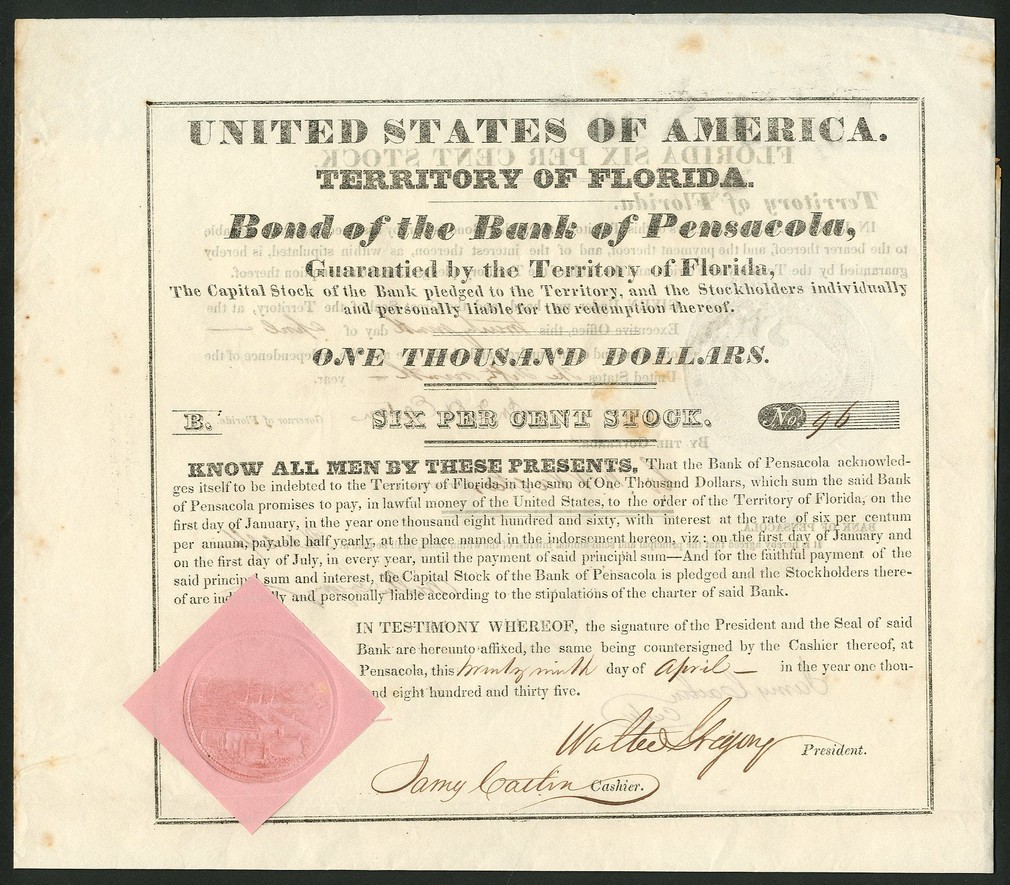 UNITED STATES OF AMERICA.
TERRITORY OF FLORIDA.
Bond of the Bank of Pensacola,
Guarantied by the Territory of Florida,
The Capital Stock of the Bank pledged to the Territory, and the Stockholders individually
and personally liable for the redemption thereof.
ONE THOUSAND DOLLARS.
B. SIX PER CENT STOCK. No. 96
KNOW ALL MEN BY THESE PRESENTS, That the Bank of Pensacola acknowled-
ges itself to be indebted to the Territory of Florida in the sum of One Thousand Dollars, which sum the said Bank
of Pensacola promises to pay, in lawful money of the United States, to the order of the Territory of Florida, on the
first day of January, in the year one thousand eight hundred and sixty, with interest at the rate of six per centum
per annum, payable half yearly, at the place named in the indorsement hereon, viz: on the first day of January and
on the first day of July, in every year, until the payment of said principal sum—And for the faithful payment of the
said principal sum and interest, the Capital Stock of the Bank of Pensacola is pledged and the Stockholders there-
of are ind lly and personally liable according to the stipulations of the charter of said Bank.
IN TESTIMONY WHEREOF, the signature of the President and the Seal of said
Bank are hereunto affixed, the same being countersigned by the Cashier thereof, at
Pensacola, this twenty ninth day of April — in the year one thou-
nd eight hundred and thirty five.
Walter Gregory President.
Cashier.